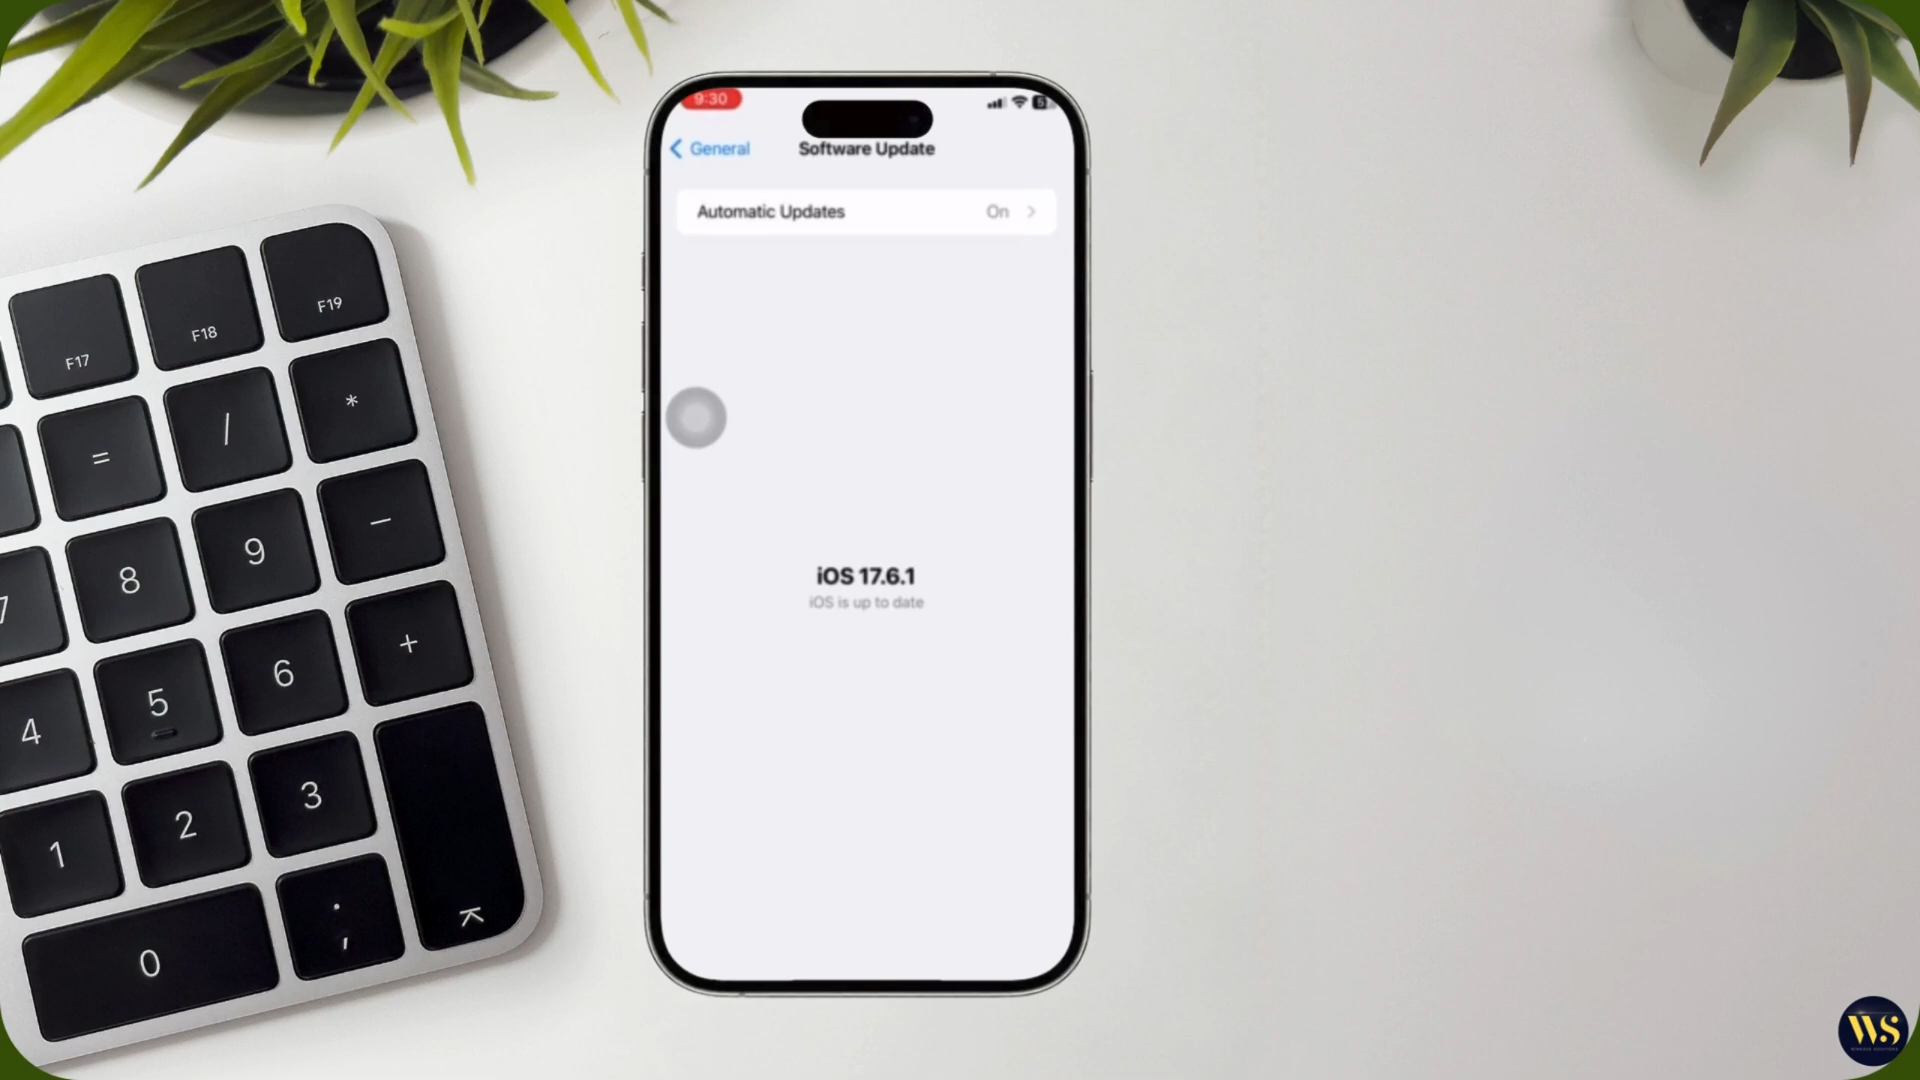 9:30
General
Software Update
Automatic Updates
On
iOS 17.6.1
iOS is up to date
F17
F18
F19
=
/
*
7
8
9
–
4
5
6
+
1
2
3
0
.
,
WS